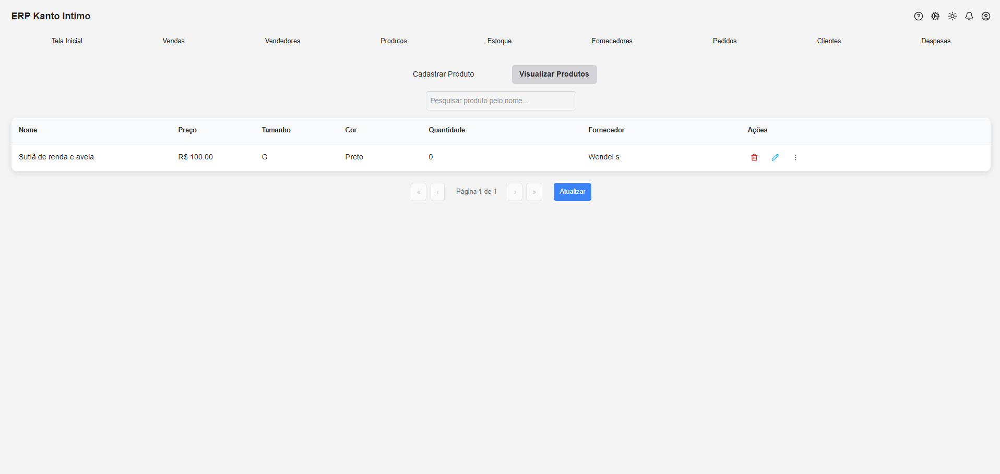 ERP Kanto Intimo
Tela Inicial Vendas Vendedores Produtos Estoque Fornecedores Pedidos Clientes Despesas
Cadastrar Produto Visualizar Produtos
Pesquisar produto pelo nome...
Nome Preço Tamanho Cor Quantidade Fornecedor Ações
Sutiã de renda e avela R$ 100.00 G Preto 0 Wendel s
« ‹ Página 1 de 1 › » Atualizar